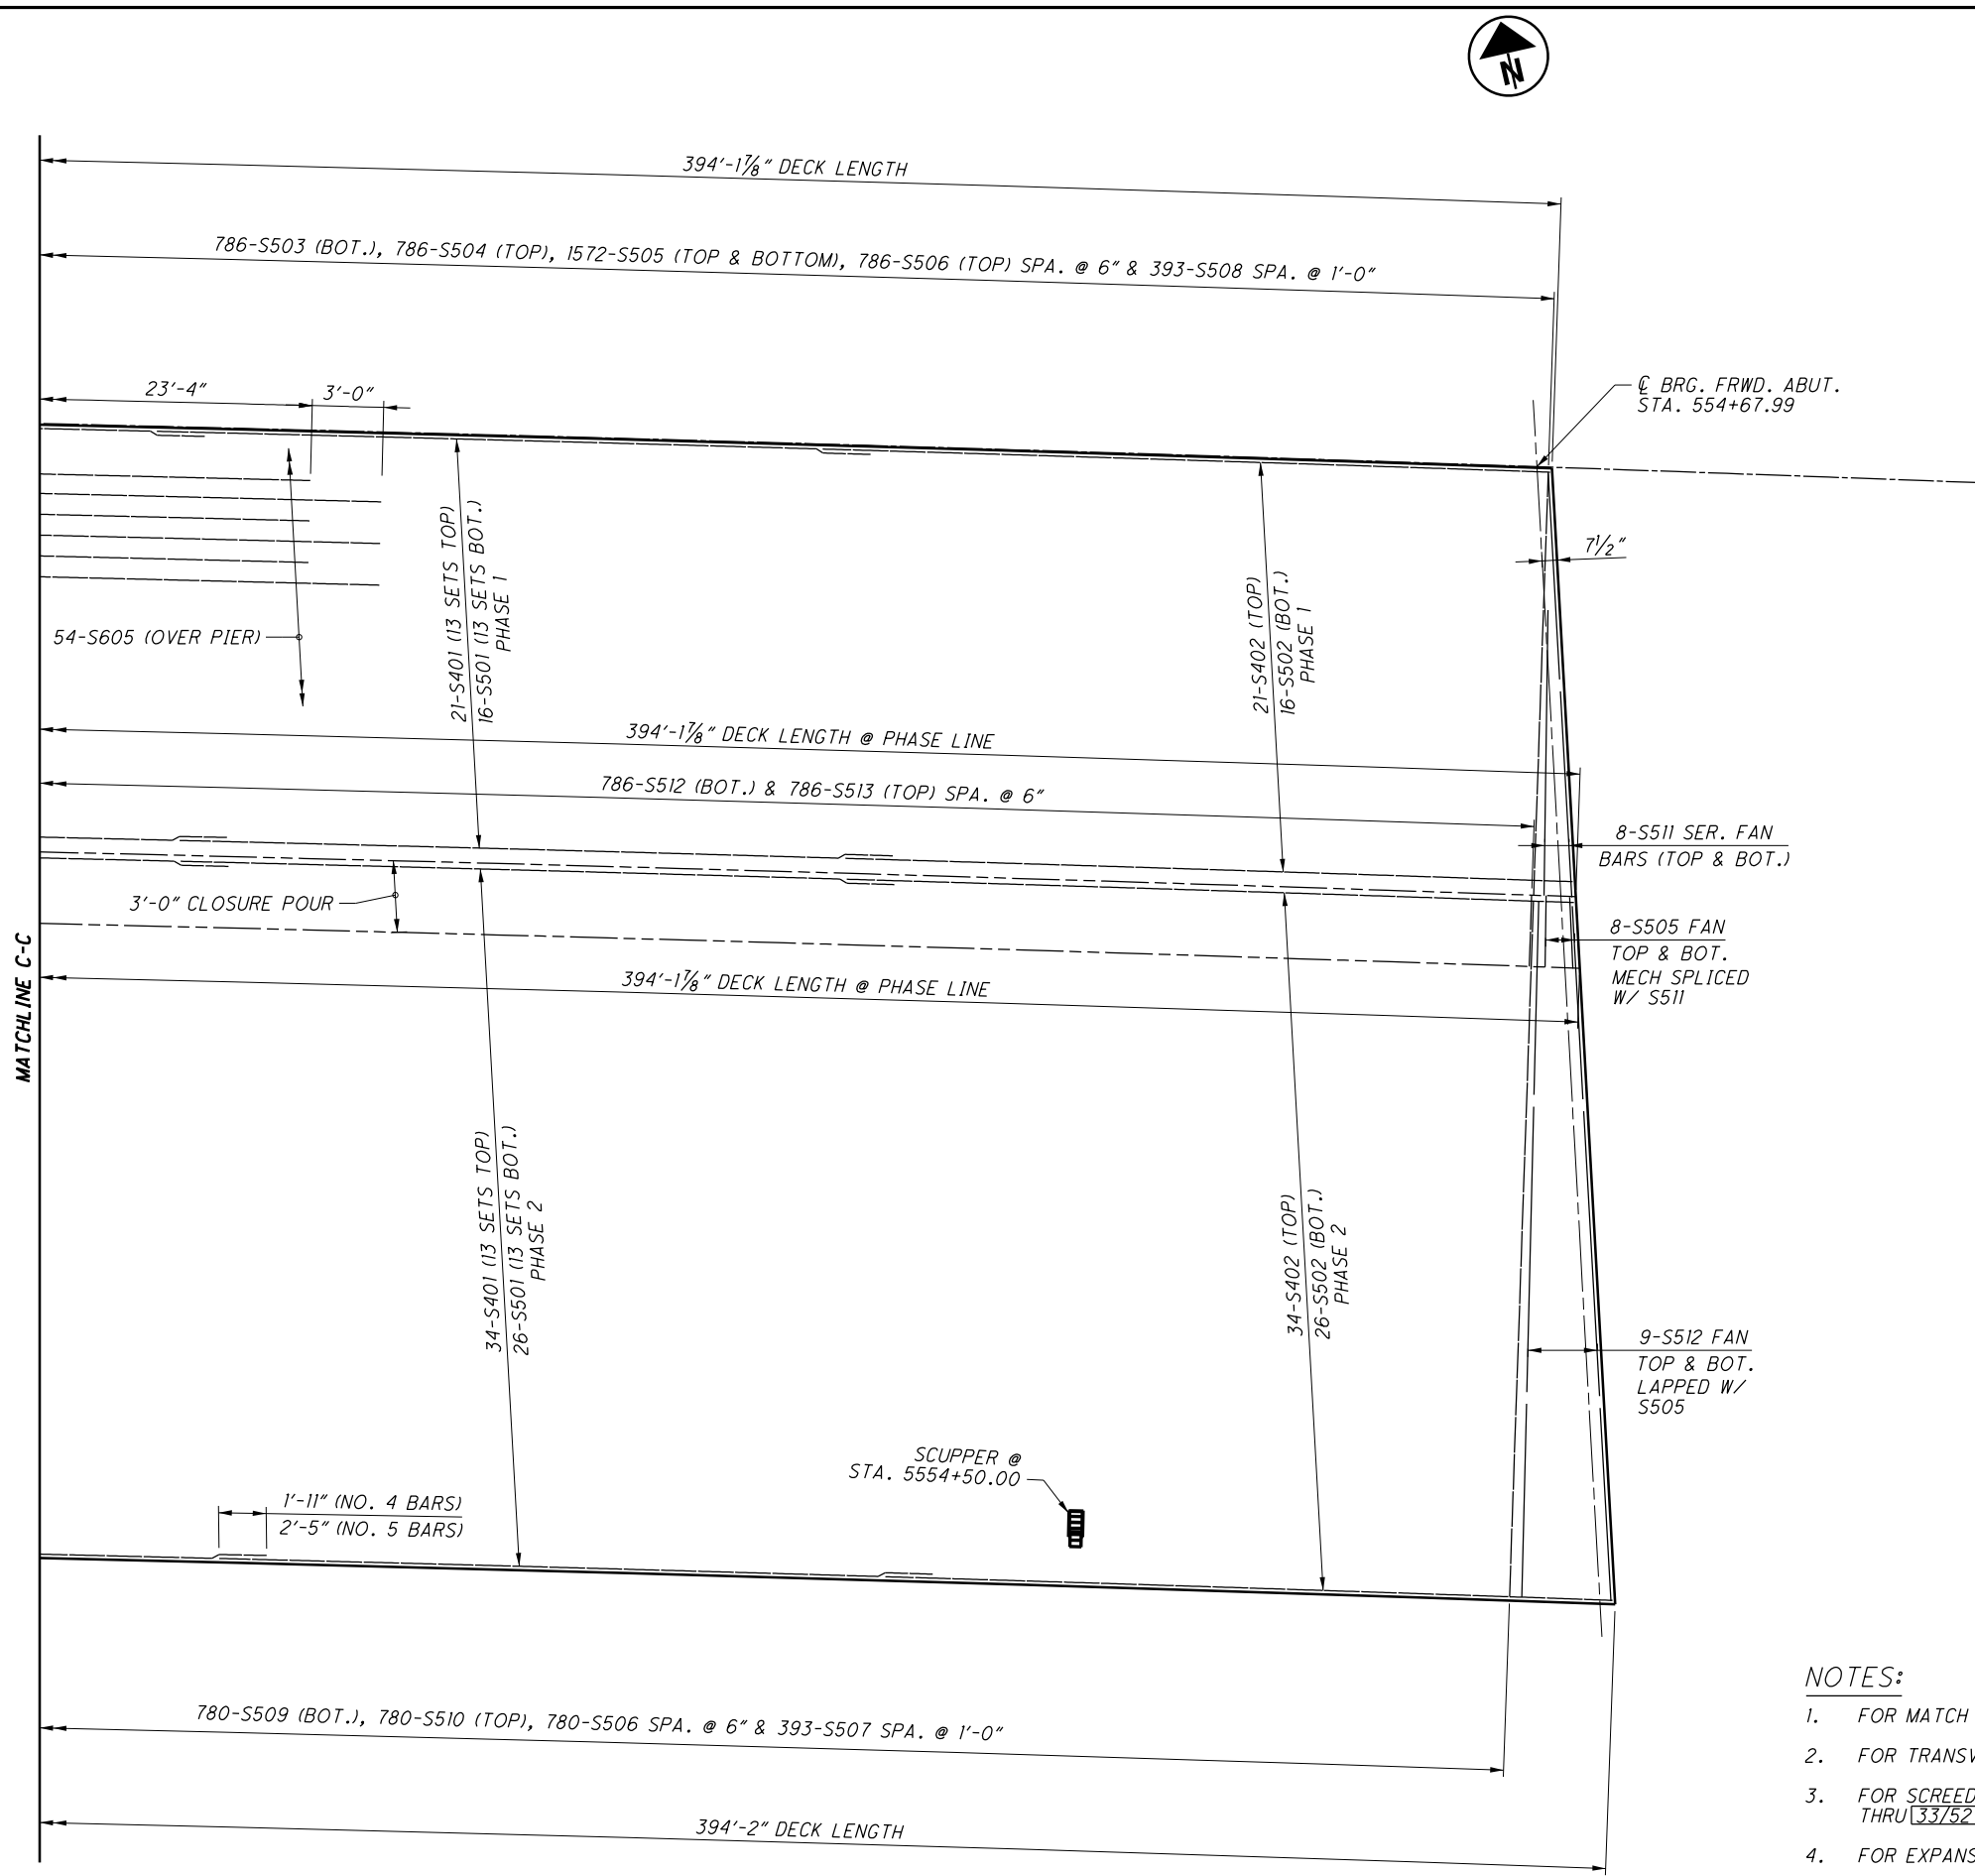 N
394'-1⅞" DECK LENGTH
786-S503 (BOT.), 786-S504 (TOP), 1572-S505 (TOP & BOTTOM), 786-S506 (TOP) SPA. @ 6" & 393-S508 SPA. @ 1'-0"
23'-4"
3'-0"
℄ BRG. FRWD. ABUT.
STA. 554+67.99
7½"
21-S401 (13 SETS TOP)
16-S501 (13 SETS BOT.)
PHASE 1
21-S402 (TOP)
16-S502 (BOT.)
PHASE 1
54-S605 (OVER PIER)
394'-1⅞" DECK LENGTH @ PHASE LINE
786-S512 (BOT.) & 786-S513 (TOP) SPA. @ 6"
8-S511 SER. FAN
BARS (TOP & BOT.)
3'-0" CLOSURE POUR
8-S505 FAN
TOP & BOT.
MECH SPLICED
W/ S511
MATCHLINE C-C
394'-1⅞" DECK LENGTH @ PHASE LINE
34-S401 (13 SETS TOP)
26-S501 (13 SETS BOT.)
PHASE 2
34-S402 (TOP)
26-S502 (BOT.)
PHASE 2
9-S512 FAN
TOP & BOT.
LAPPED W/
S505
SCUPPER @
STA. 5554+50.00
1'-11" (NO. 4 BARS)
2'-5" (NO. 5 BARS)
780-S509 (BOT.), 780-S510 (TOP), 780-S506 SPA. @ 6" & 393-S507 SPA. @ 1'-0"
394'-2" DECK LENGTH
NOTES:
1. FOR MATCH
2. FOR TRANSV
3. FOR SCREED
THRU 33/52
4. FOR EXPANS